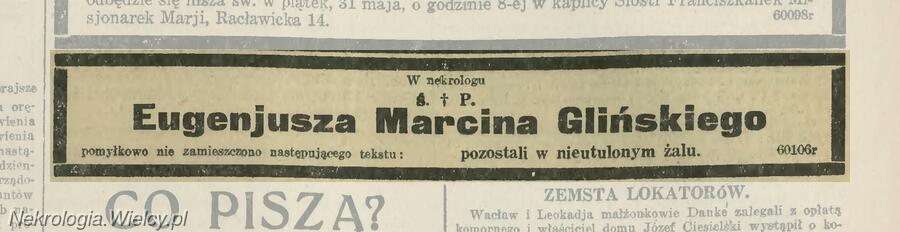 odbędzie się msza św. w piątek, 31 maja, o godzinie 8-ej w kaplicy Sióstr Franciszkanek Mi-
sjonarek Marji, Racławicka 14. 60098r
W nekrologu
Ś. † P.
Eugenjusza Marcina Glińskiego
pomyłkowo nie zamieszczono następującego tekstu: pozostali w nieutulonym żalu. 60106r
CO PISZĄ?
ZEMSTA LOKATORÓW.
Wacław i Leokadja małżonkowie Danke zalegali z opłatą
komornego i właściciel domu Józef Ciesielski wystąpił o ko-
Nekrologia.Wielcy.pl